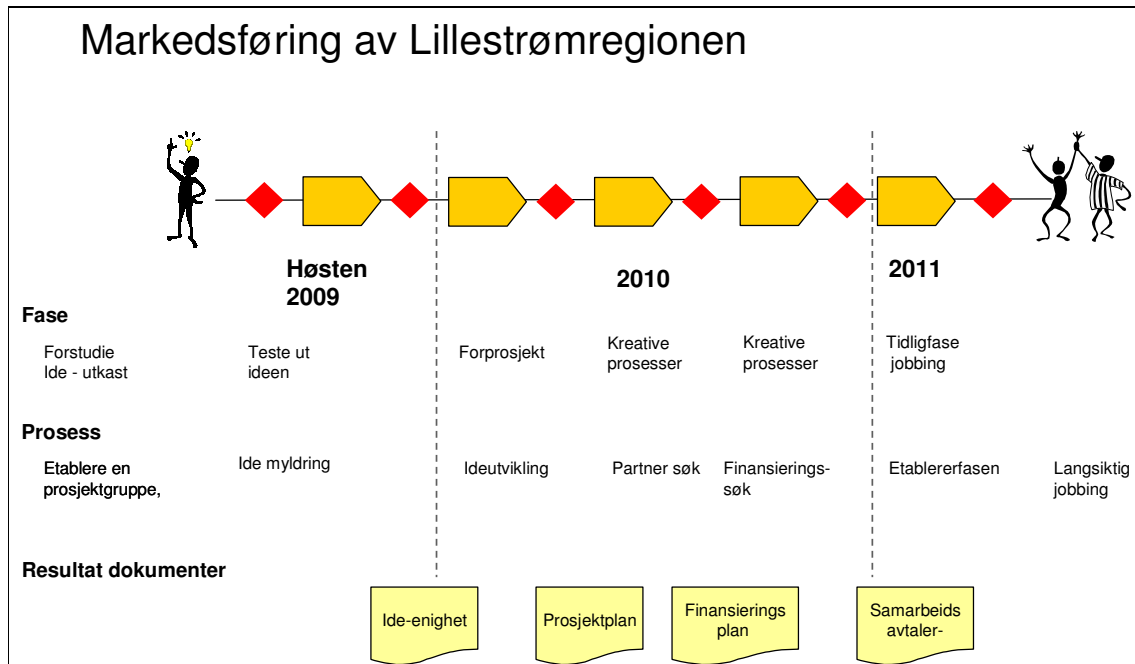 Markedsføring av Lillestrømregionen
Høsten
2009
2010
2011
Fase
Forstudie
Ide - utkast
Teste ut
ideen
Forprosjekt
Kreative
prosesser
Kreative
prosesser
Tidligfase
jobbing
Prosess
Etablere en
prosjektgruppe,
Ide myldring
Ideutvikling
Partner søk
Finansierings-
søk
Etablererfasen
Langsiktig
jobbing
Resultat dokumenter
Ide-enighet
Prosjektplan
Finansierings
plan
Samarbeids
avtaler-